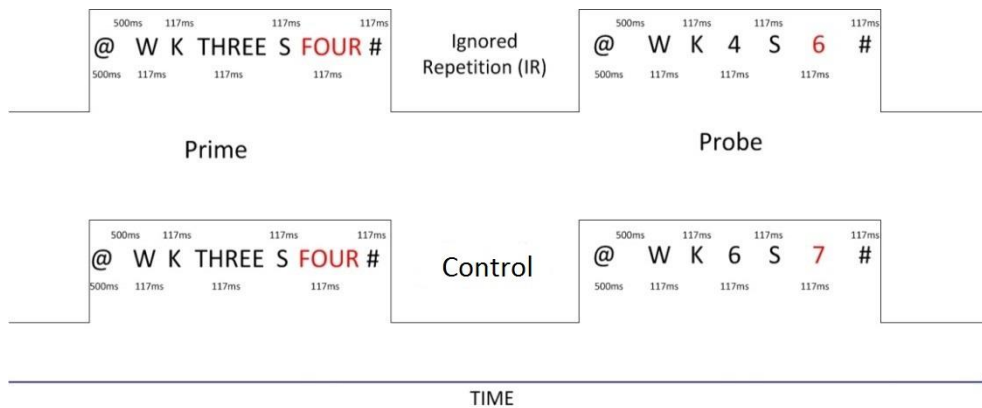 500ms 117ms 117ms 117ms
@ W K THREE S FOUR #
500ms 117ms 117ms 117ms
Ignored
Repetition (IR)
500ms 117ms 117ms 117ms
@ W K 4 S 6 #
500ms 117ms 117ms 117ms
Prime
Probe
500ms 117ms 117ms 117ms
@ W K THREE S FOUR #
500ms 117ms 117ms 117ms
Control
500ms 117ms 117ms 117ms
@ W K 6 S 7 #
500ms 117ms 117ms 117ms
TIME